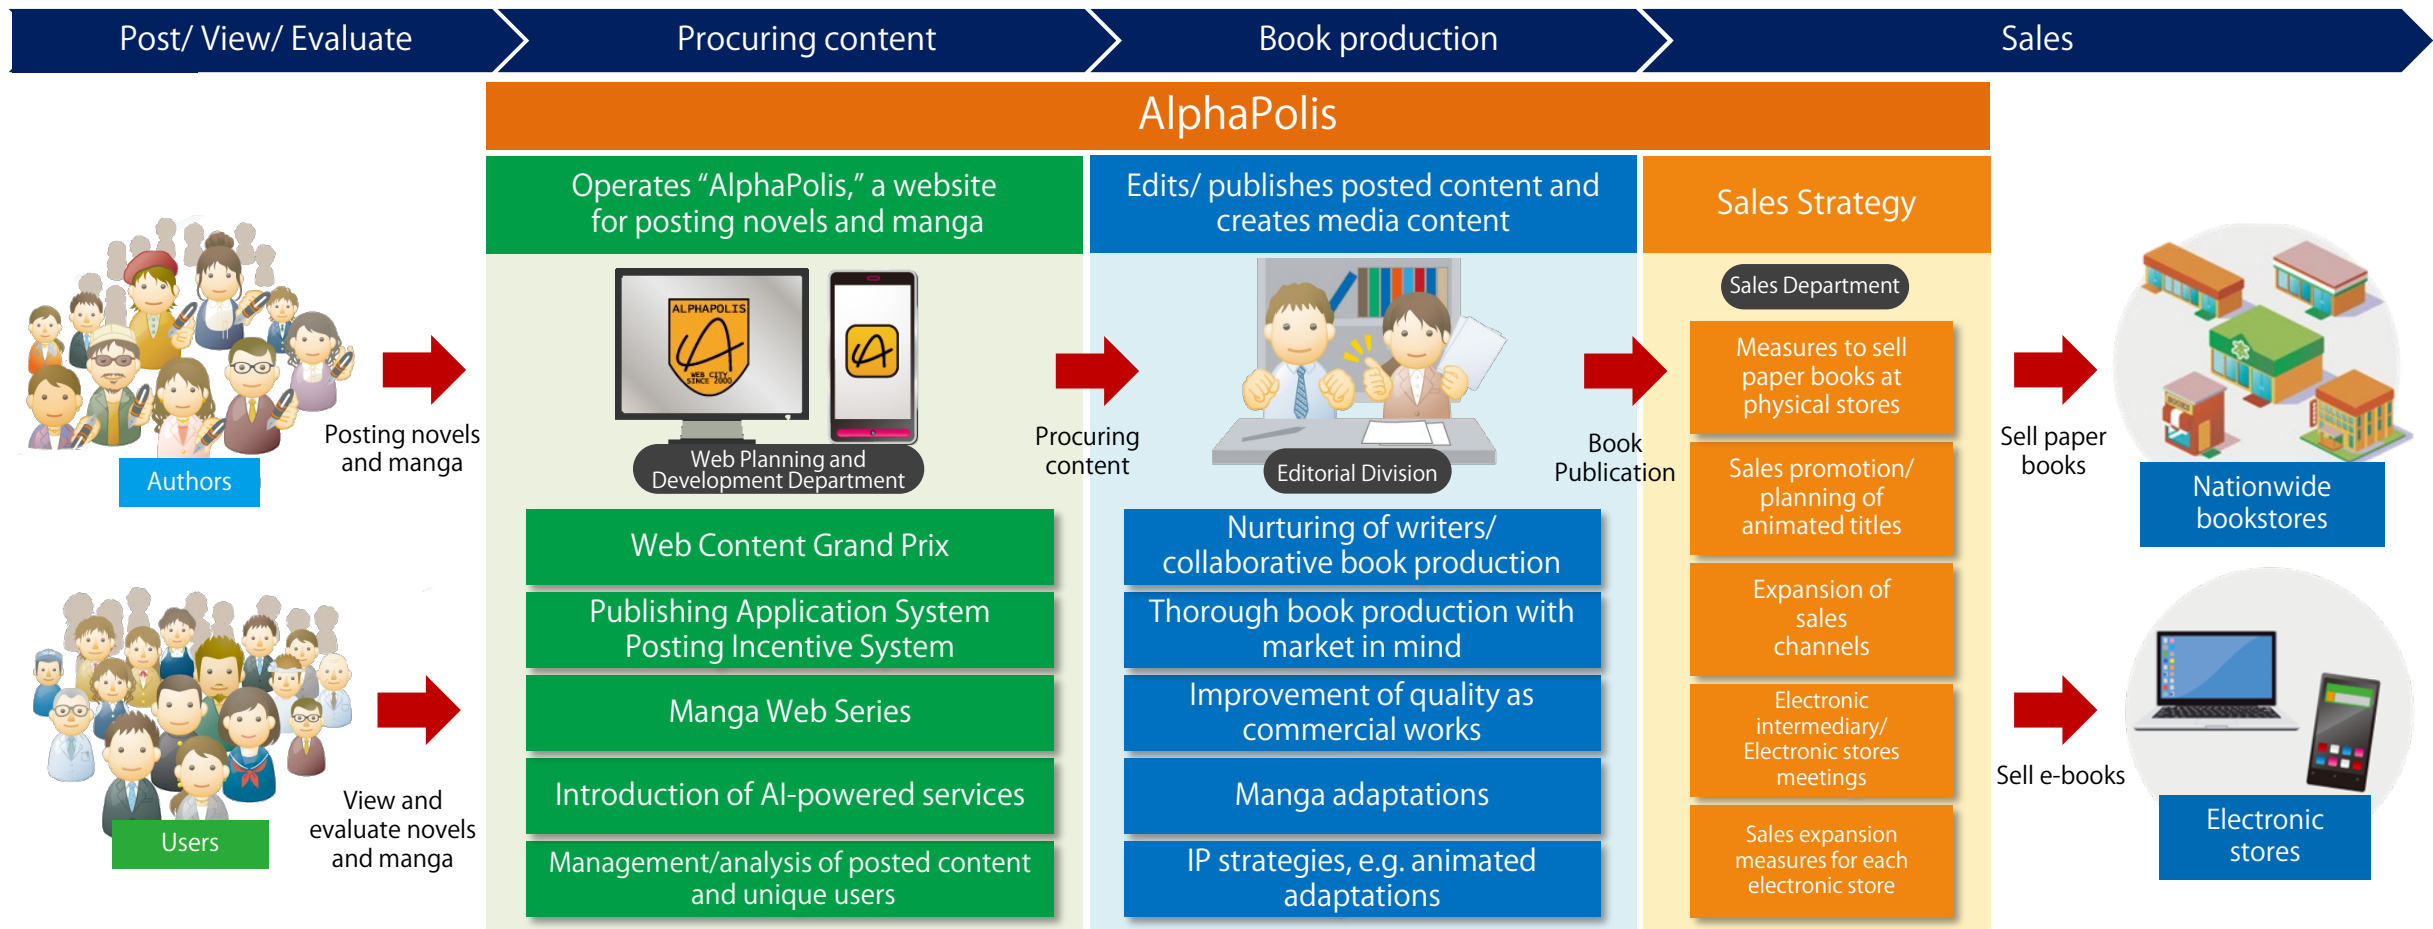 Post/ View/ Evaluate
Procuring content
Book production
Sales
AlphaPolis
Operates “AlphaPolis,” a website
for posting novels and manga
Edits/ publishes posted content and
creates media content
Sales Strategy
Authors
Posting novels
and manga
Users
View and
evaluate novels
and manga
ALPHAPOLIS
WEB CITY
SINCE 2000
Web Planning and
Development Department
Web Content Grand Prix
Publishing Application System
Posting Incentive System
Manga Web Series
Introduction of AI-powered services
Management/analysis of posted content
and unique users
Procuring
content
Editorial Division
Nurturing of writers/
collaborative book production
Thorough book production with
market in mind
Improvement of quality as
commercial works
Manga adaptations
IP strategies, e.g. animated
adaptations
Book
Publication
Sales Department
Measures to sell
paper books at
physical stores
Sales promotion/
planning of
animated titles
Expansion of
sales
channels
Electronic
intermediary/
Electronic stores
meetings
Sales expansion
measures for each
electronic store
Sell paper
books
Nationwide
bookstores
Sell e-books
Electronic
stores